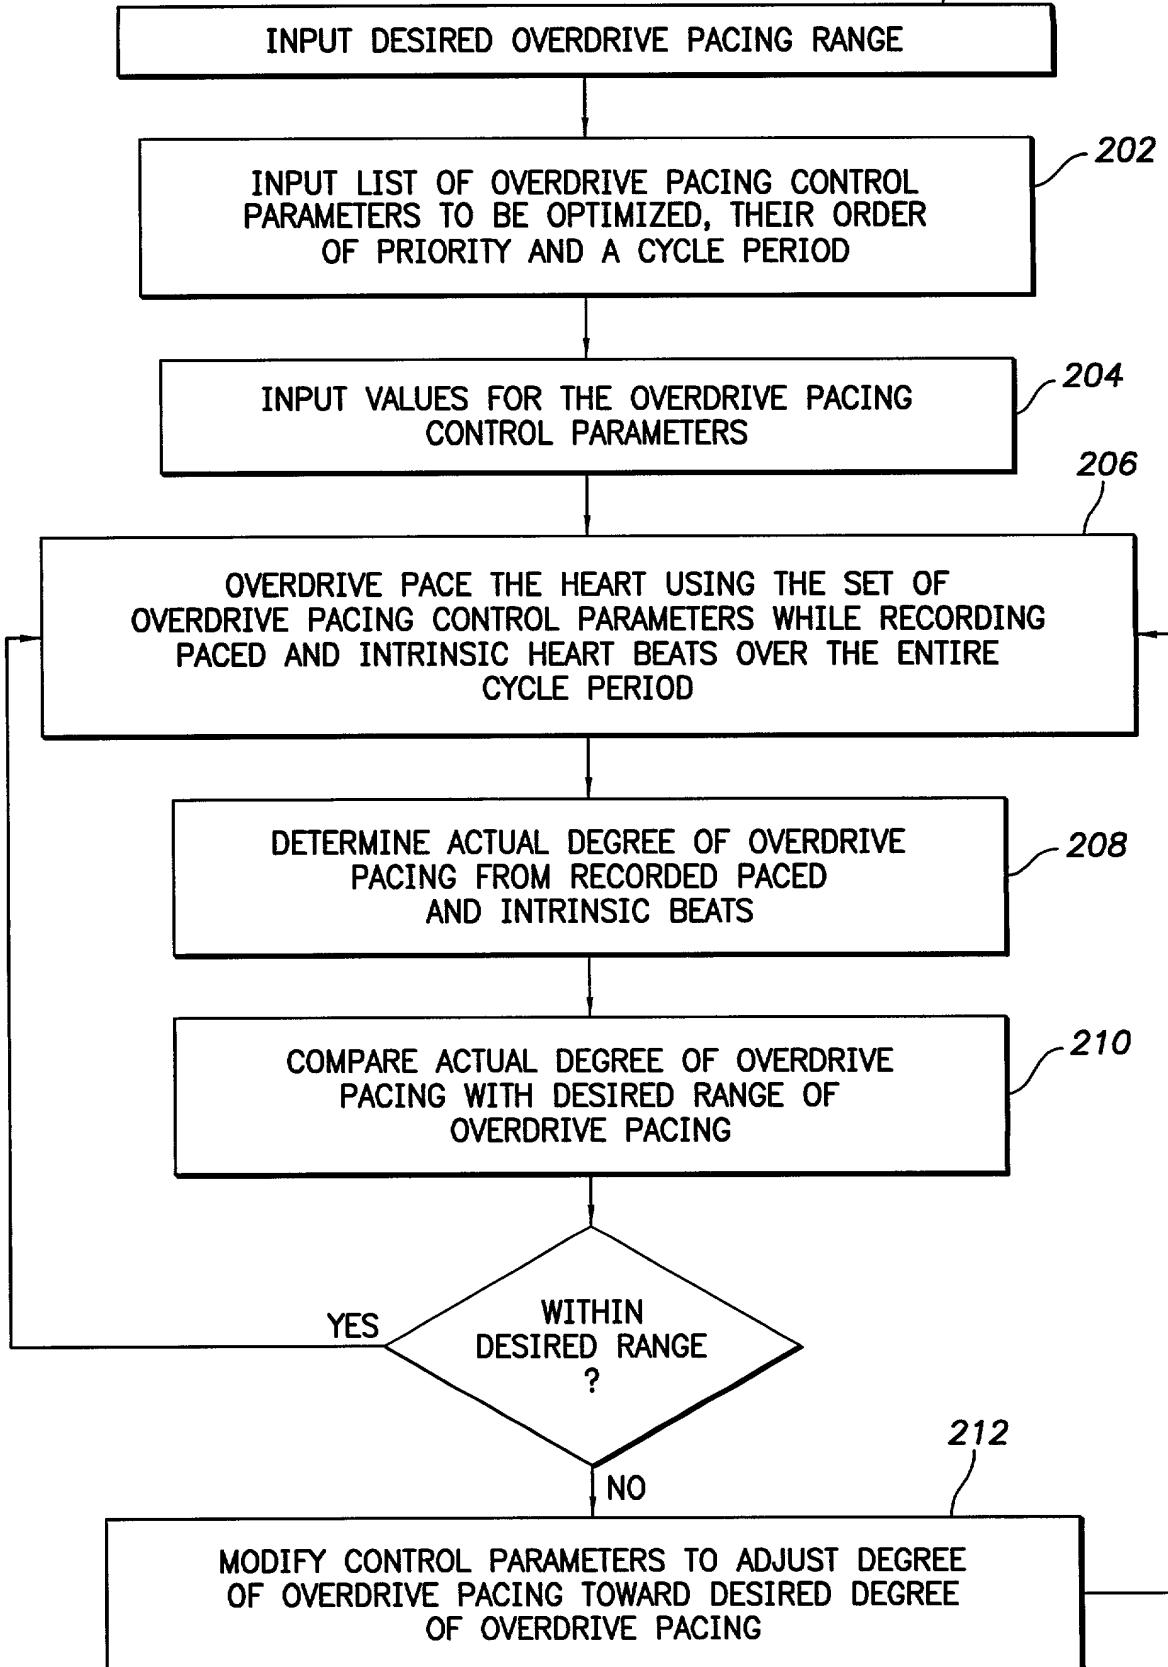 INPUT DESIRED OVERDRIVE PACING RANGE
202
INPUT LIST OF OVERDRIVE PACING CONTROL
PARAMETERS TO BE OPTIMIZED, THEIR ORDER
OF PRIORITY AND A CYCLE PERIOD
204
INPUT VALUES FOR THE OVERDRIVE PACING
CONTROL PARAMETERS
206
OVERDRIVE PACE THE HEART USING THE SET OF
OVERDRIVE PACING CONTROL PARAMETERS WHILE RECORDING
PACED AND INTRINSIC HEART BEATS OVER THE ENTIRE
CYCLE PERIOD
208
DETERMINE ACTUAL DEGREE OF OVERDRIVE
PACING FROM RECORDED PACED
AND INTRINSIC BEATS
210
COMPARE ACTUAL DEGREE OF OVERDRIVE
PACING WITH DESIRED RANGE OF
OVERDRIVE PACING
YES
WITHIN
DESIRED RANGE
?
NO
212
MODIFY CONTROL PARAMETERS TO ADJUST DEGREE
OF OVERDRIVE PACING TOWARD DESIRED DEGREE
OF OVERDRIVE PACING